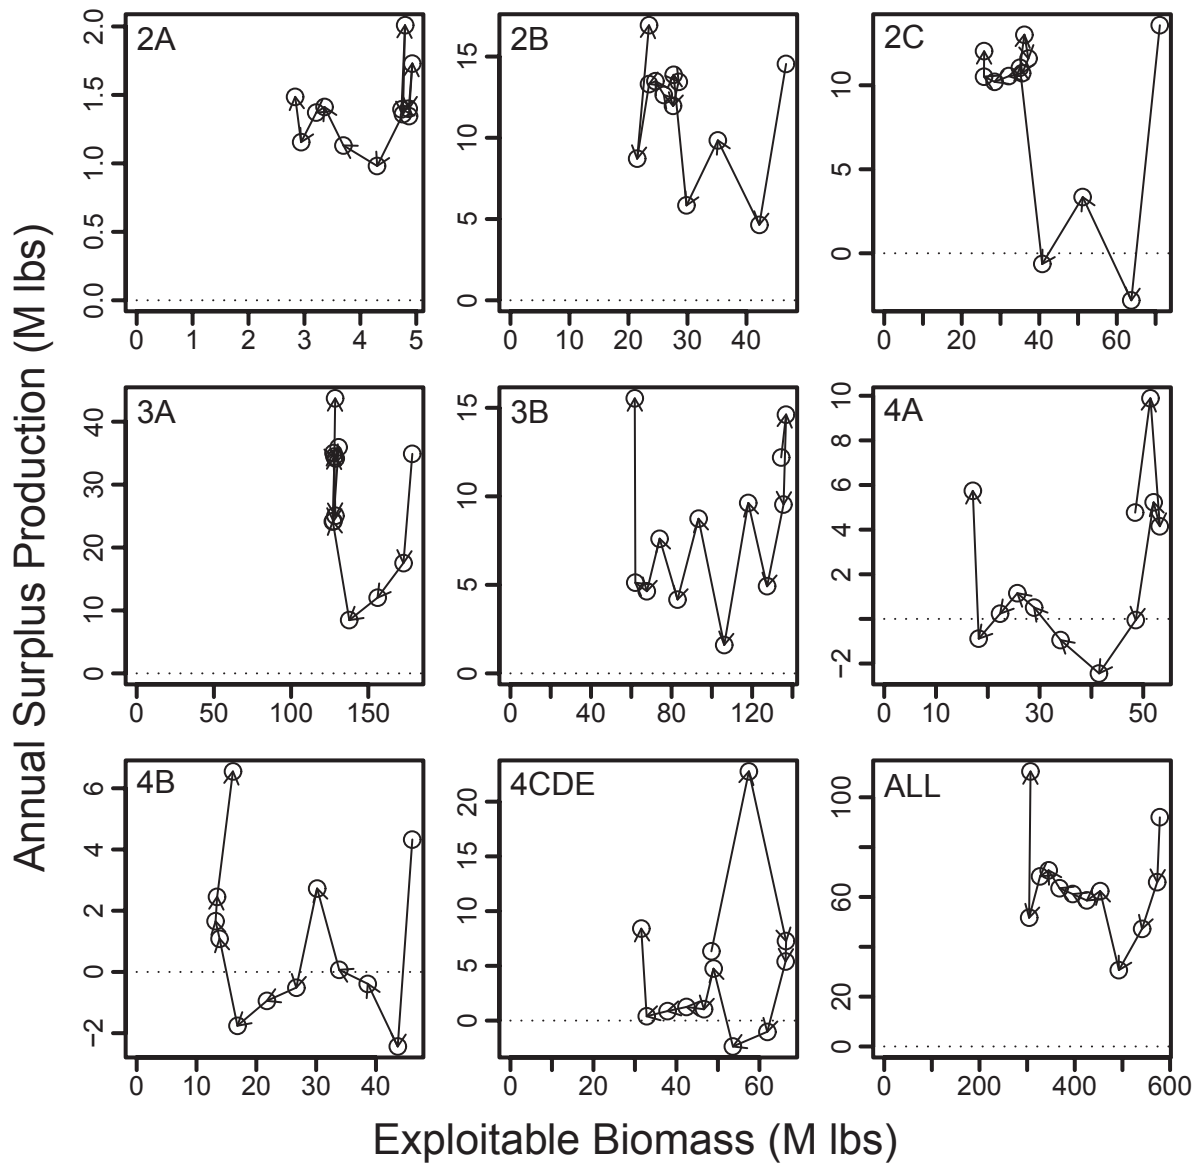 Annual Surplus Production (M lbs)
2A
0.0 0.5 1.0 1.5 2.0
0 1 2 3 4 5
2B
0 5 10 15
0 10 20 30 40
2C
0 5 10
0 20 40 60
3A
0 10 20 30 40
0 50 100 150
3B
0 5 10 15
0 40 80 120
4A
−2 2 4 6 8 10
0 10 30 50
4B
−2 0 2 4 6
0 10 20 30 40
4CDE
0 5 10 15 20
0 20 40 60
ALL
0 20 60 100
0 200 400 600
Exploitable Biomass (M lbs)